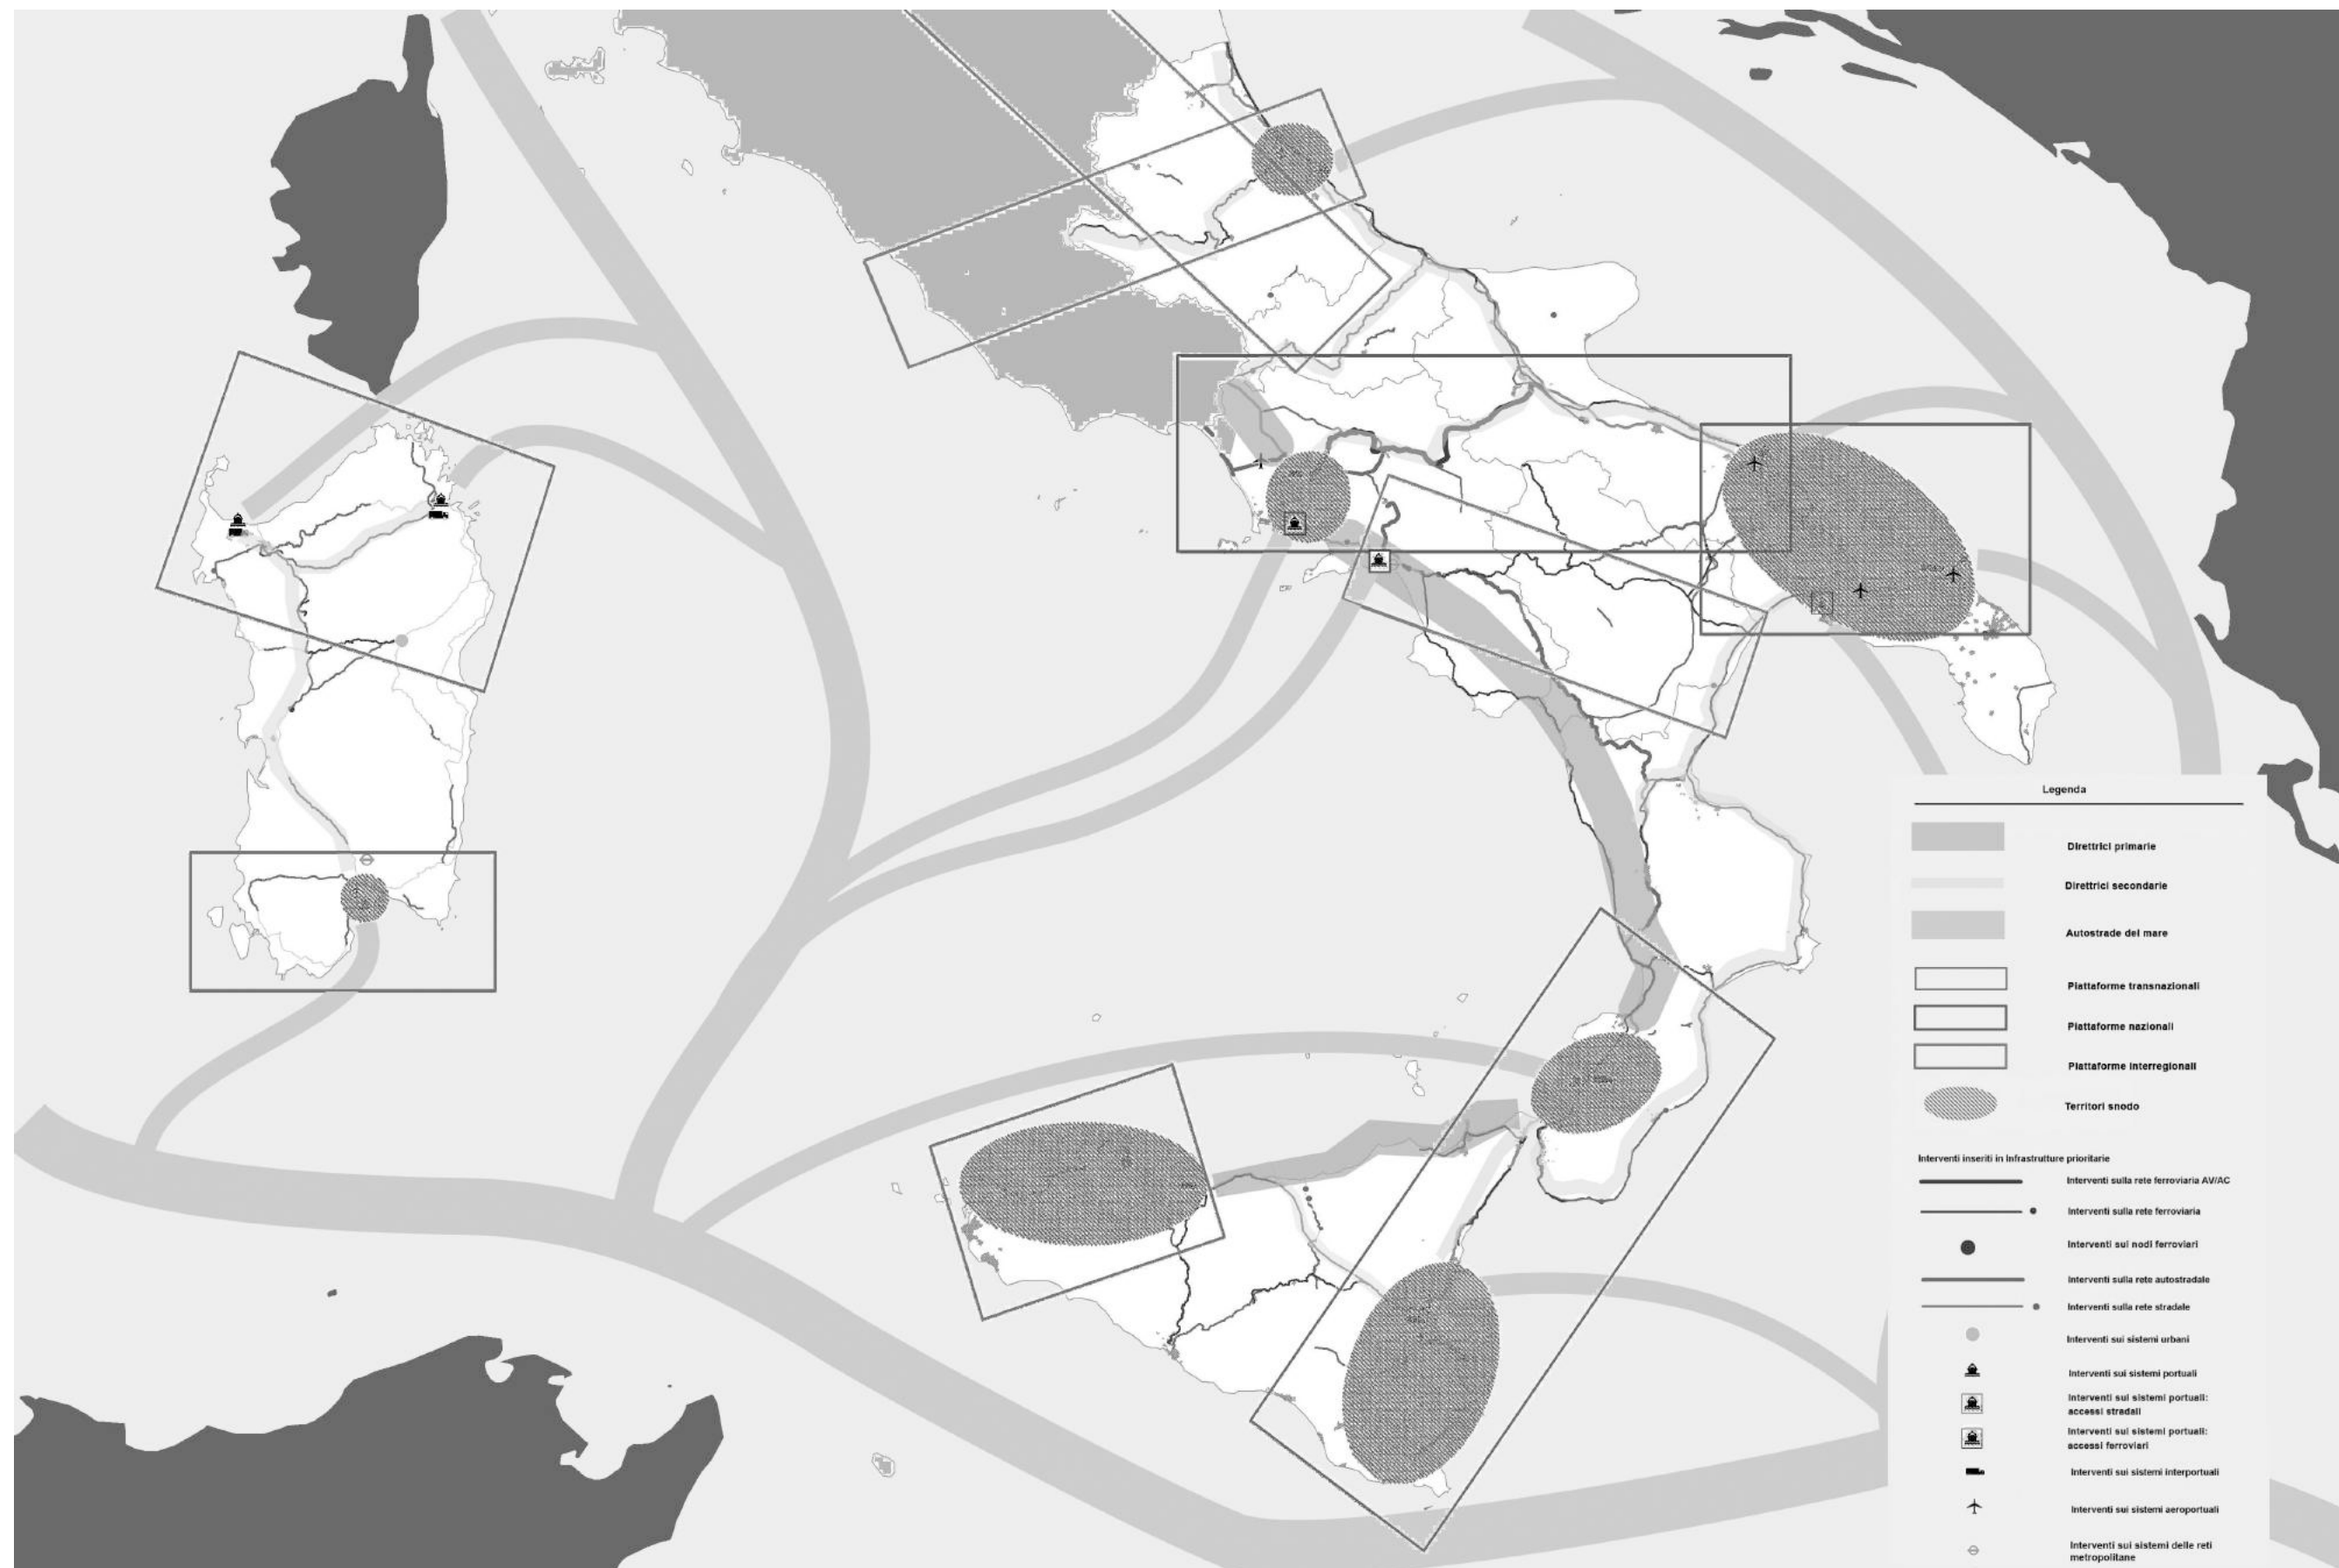 Legenda
Direttrici primarie
Direttrici secondarie
Autostrade del mare
Piattaforme transnazionali
Piattaforme nazionali
Piattaforme interregionali
Territori snodo
Interventi inseriti in Infrastrutture prioritarie
Interventi sulla rete ferroviaria AV/AC
Interventi sulla rete ferroviaria
Interventi sui nodi ferroviari
Interventi sulla rete autostradale
Interventi sulla rete stradale
Interventi sui sistemi urbani
Interventi sui sistemi portuali
Interventi sui sistemi portuali:
accessi stradali
Interventi sui sistemi portuali:
accessi ferroviari
Interventi sui sistemi interportuali
Interventi sui sistemi aeroportuali
Interventi sui sistemi delle reti
metropolitane